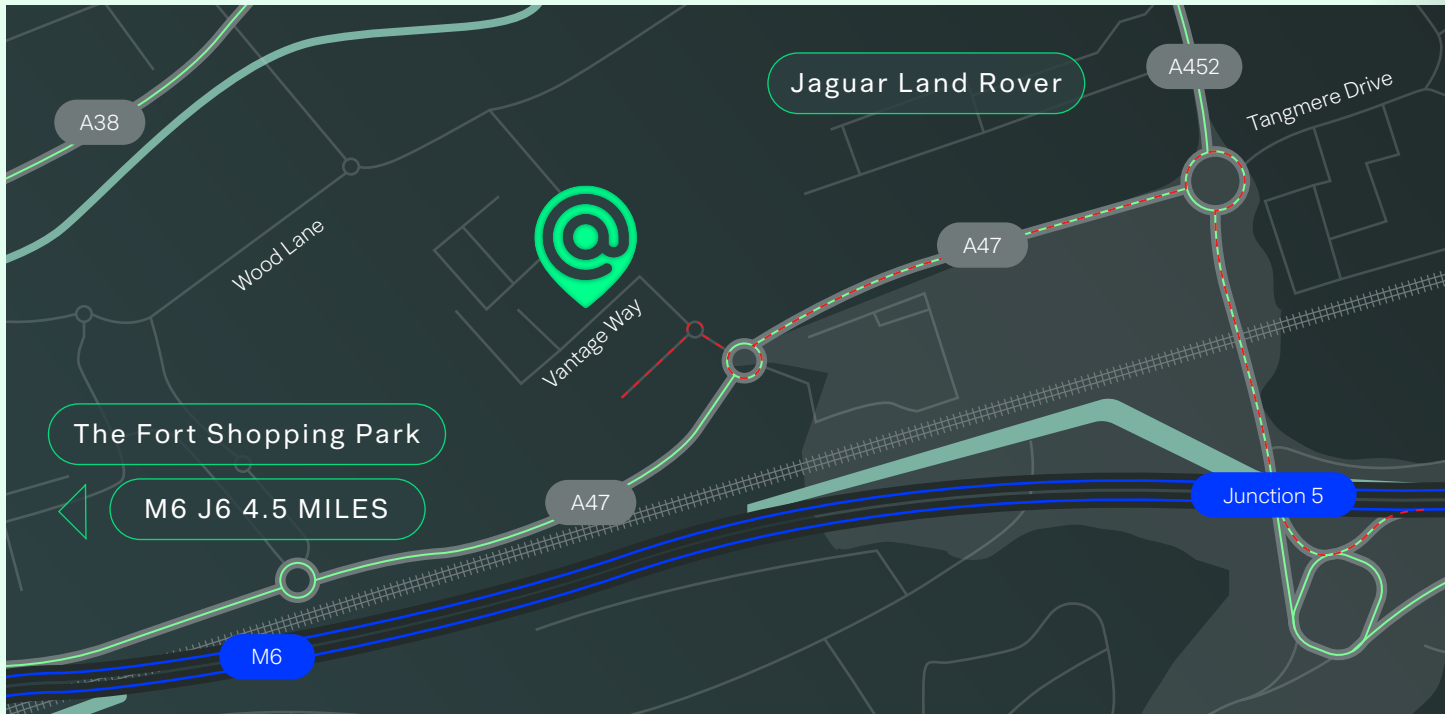 Jaguar Land Rover
A452
Tangmere Drive
A38
Wood Lane
A47
Vantage Way
The Fort Shopping Park
M6 J6 4.5 MILES
A47
Junction 5
M6